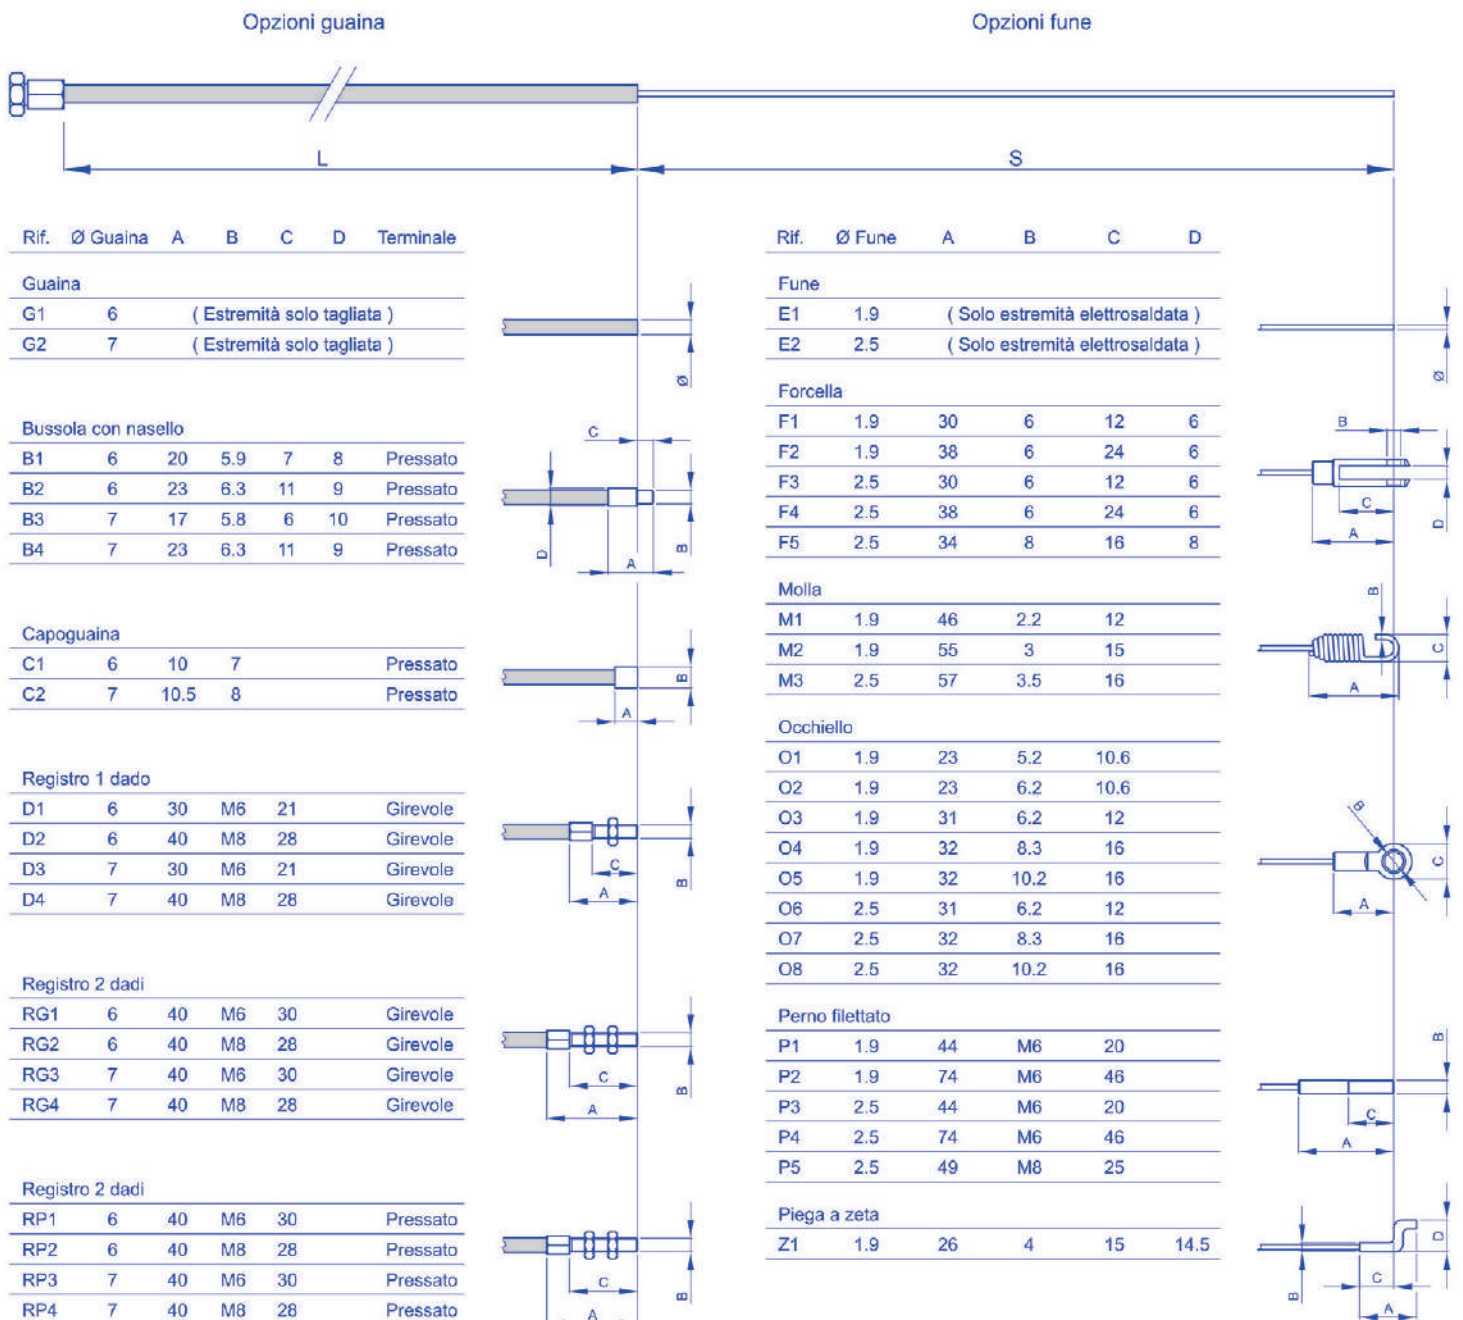 Opzioni guaina
Opzioni fune
L
S
Rif. Ø Guaina A B C D Terminale
Guaina
G1 6 ( Estremità solo tagliata )
G2 7 ( Estremità solo tagliata )
Ø
Bussola con nasello
B1 6 20 5.9 7 8 Pressato
B2 6 23 6.3 11 9 Pressato
B3 7 17 5.8 6 10 Pressato
B4 7 23 6.3 11 9 Pressato
C
D
A
B
Capoguaina
C1 6 10 7 Pressato
C2 7 10.5 8 Pressato
B
A
Registro 1 dado
D1 6 30 M6 21 Girevole
D2 6 40 M8 28 Girevole
D3 7 30 M6 21 Girevole
D4 7 40 M8 28 Girevole
C
A
B
Registro 2 dadi
RG1 6 40 M6 30 Girevole
RG2 6 40 M8 28 Girevole
RG3 7 40 M6 30 Girevole
RG4 7 40 M8 28 Girevole
C
A
B
Registro 2 dadi
RP1 6 40 M6 30 Pressato
RP2 6 40 M8 28 Pressato
RP3 7 40 M6 30 Pressato
RP4 7 40 M8 28 Pressato
C
A
B
Rif. Ø Fune A B C D
Fune
E1 1.9 ( Solo estremità elettrosaldata )
E2 2.5 ( Solo estremità elettrosaldata )
Ø
Forcella
F1 1.9 30 6 12 6
F2 1.9 38 6 24 6
F3 2.5 30 6 12 6
F4 2.5 38 6 24 6
F5 2.5 34 8 16 8
B
C
A
D
Molla
M1 1.9 46 2.2 12
M2 1.9 55 3 15
M3 2.5 57 3.5 16
B
C
A
Occhiello
O1 1.9 23 5.2 10.6
O2 1.9 23 6.2 10.6
O3 1.9 31 6.2 12
O4 1.9 32 8.3 16
O5 1.9 32 10.2 16
O6 2.5 31 6.2 12
O7 2.5 32 8.3 16
O8 2.5 32 10.2 16
B
C
A
Perno filettato
P1 1.9 44 M6 20
P2 1.9 74 M6 46
P3 2.5 44 M6 20
P4 2.5 74 M6 46
P5 2.5 49 M8 25
B
C
A
Piega a zeta
Z1 1.9 26 4 15 14.5
D
B
C
A